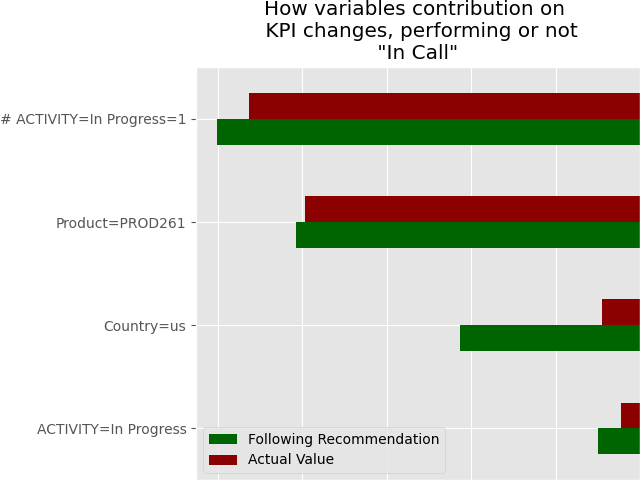 How variables contribution on
KPI changes, performing or not
"In Call"
# ACTIVITY=In Progress=1
Product=PROD261
Country=us
ACTIVITY=In Progress
Following Recommendation
Actual Value